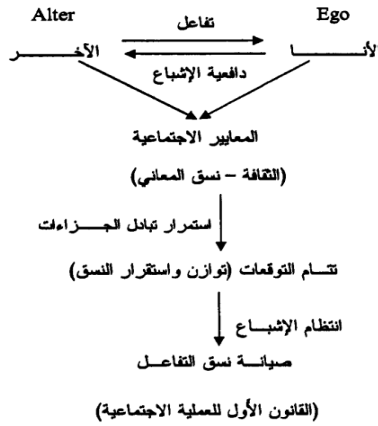 Alter تفاعل Ego
الآخر لأنا
دافعية الإشباع
المعايير الاجتماعية
(الثقافة – نسق المعاني)
استمرار تبادل الجزاءات
تتام التوقعات (توازن واستقرار النسق)
انتظام الإشباع
صيانة نسق التفاعل
(القانون الأول للعملية الاجتماعية)